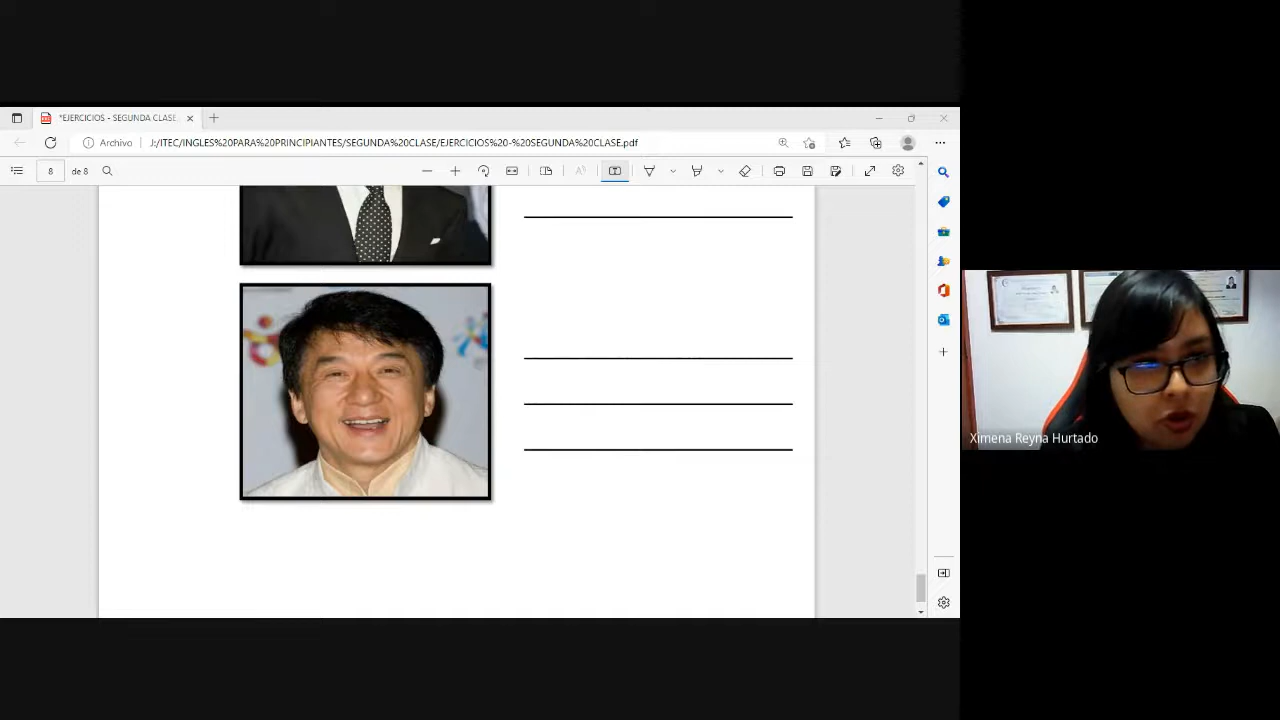 *EJERCICIOS - SEGUNDA CLASE
Archivo J:/ITEC/INGLES%20PARA%20PRINCIPIANTES/SEGUNDA%20CLASE/EJERCICIOS%20-%20SEGUNDA%20CLASE.pdf
8 de 8
Ximena Reyna Hurtado